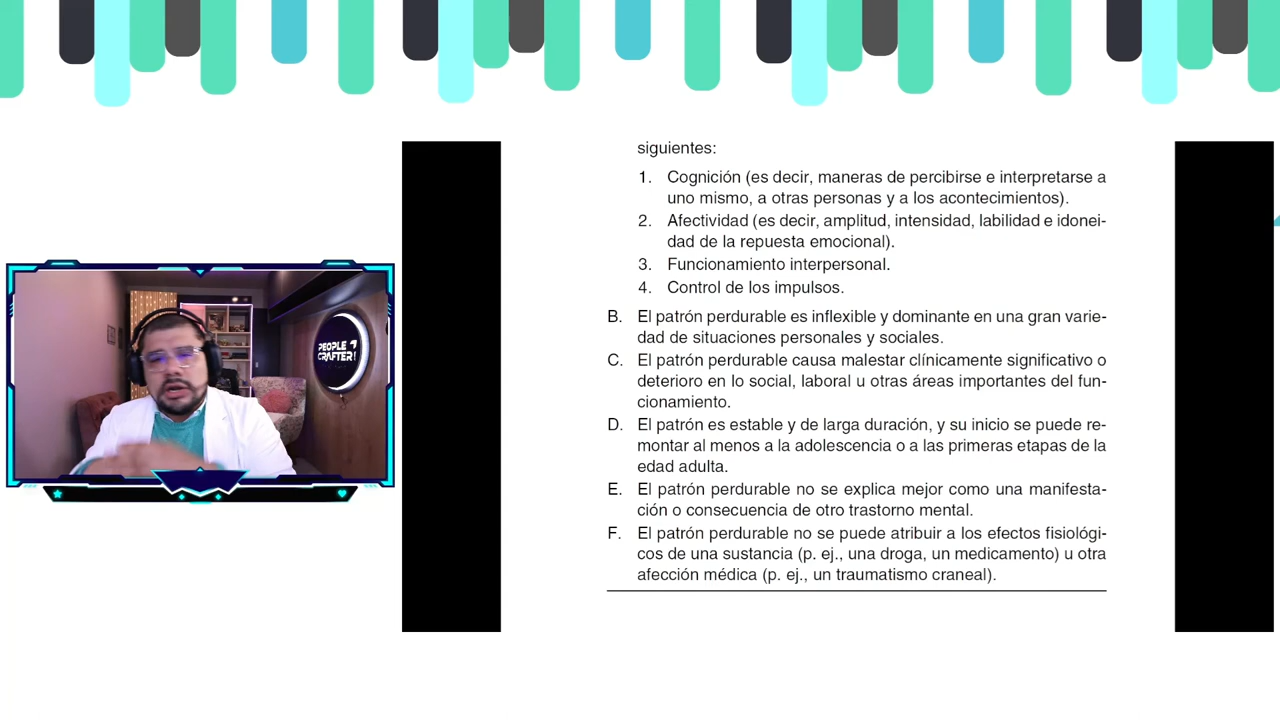 siguientes:
1. Cognición (es decir, maneras de percibirse e interpretarse a
uno mismo, a otras personas y a los acontecimientos).
2. Afectividad (es decir, amplitud, intensidad, labilidad e idonei-
dad de la repuesta emocional).
3. Funcionamiento interpersonal.
4. Control de los impulsos.
B. El patrón perdurable es inflexible y dominante en una gran varie-
dad de situaciones personales y sociales.
C. El patrón perdurable causa malestar clínicamente significativo o
deterioro en lo social, laboral u otras áreas importantes del fun-
cionamiento.
D. El patrón es estable y de larga duración, y su inicio se puede re-
montar al menos a la adolescencia o a las primeras etapas de la
edad adulta.
E. El patrón perdurable no se explica mejor como una manifesta-
ción o consecuencia de otro trastorno mental.
F. El patrón perdurable no se puede atribuir a los efectos fisiológi-
cos de una sustancia (p. ej., una droga, un medicamento) u otra
afección médica (p. ej., un traumatismo craneal).
PEOPLE
CRAFTER!